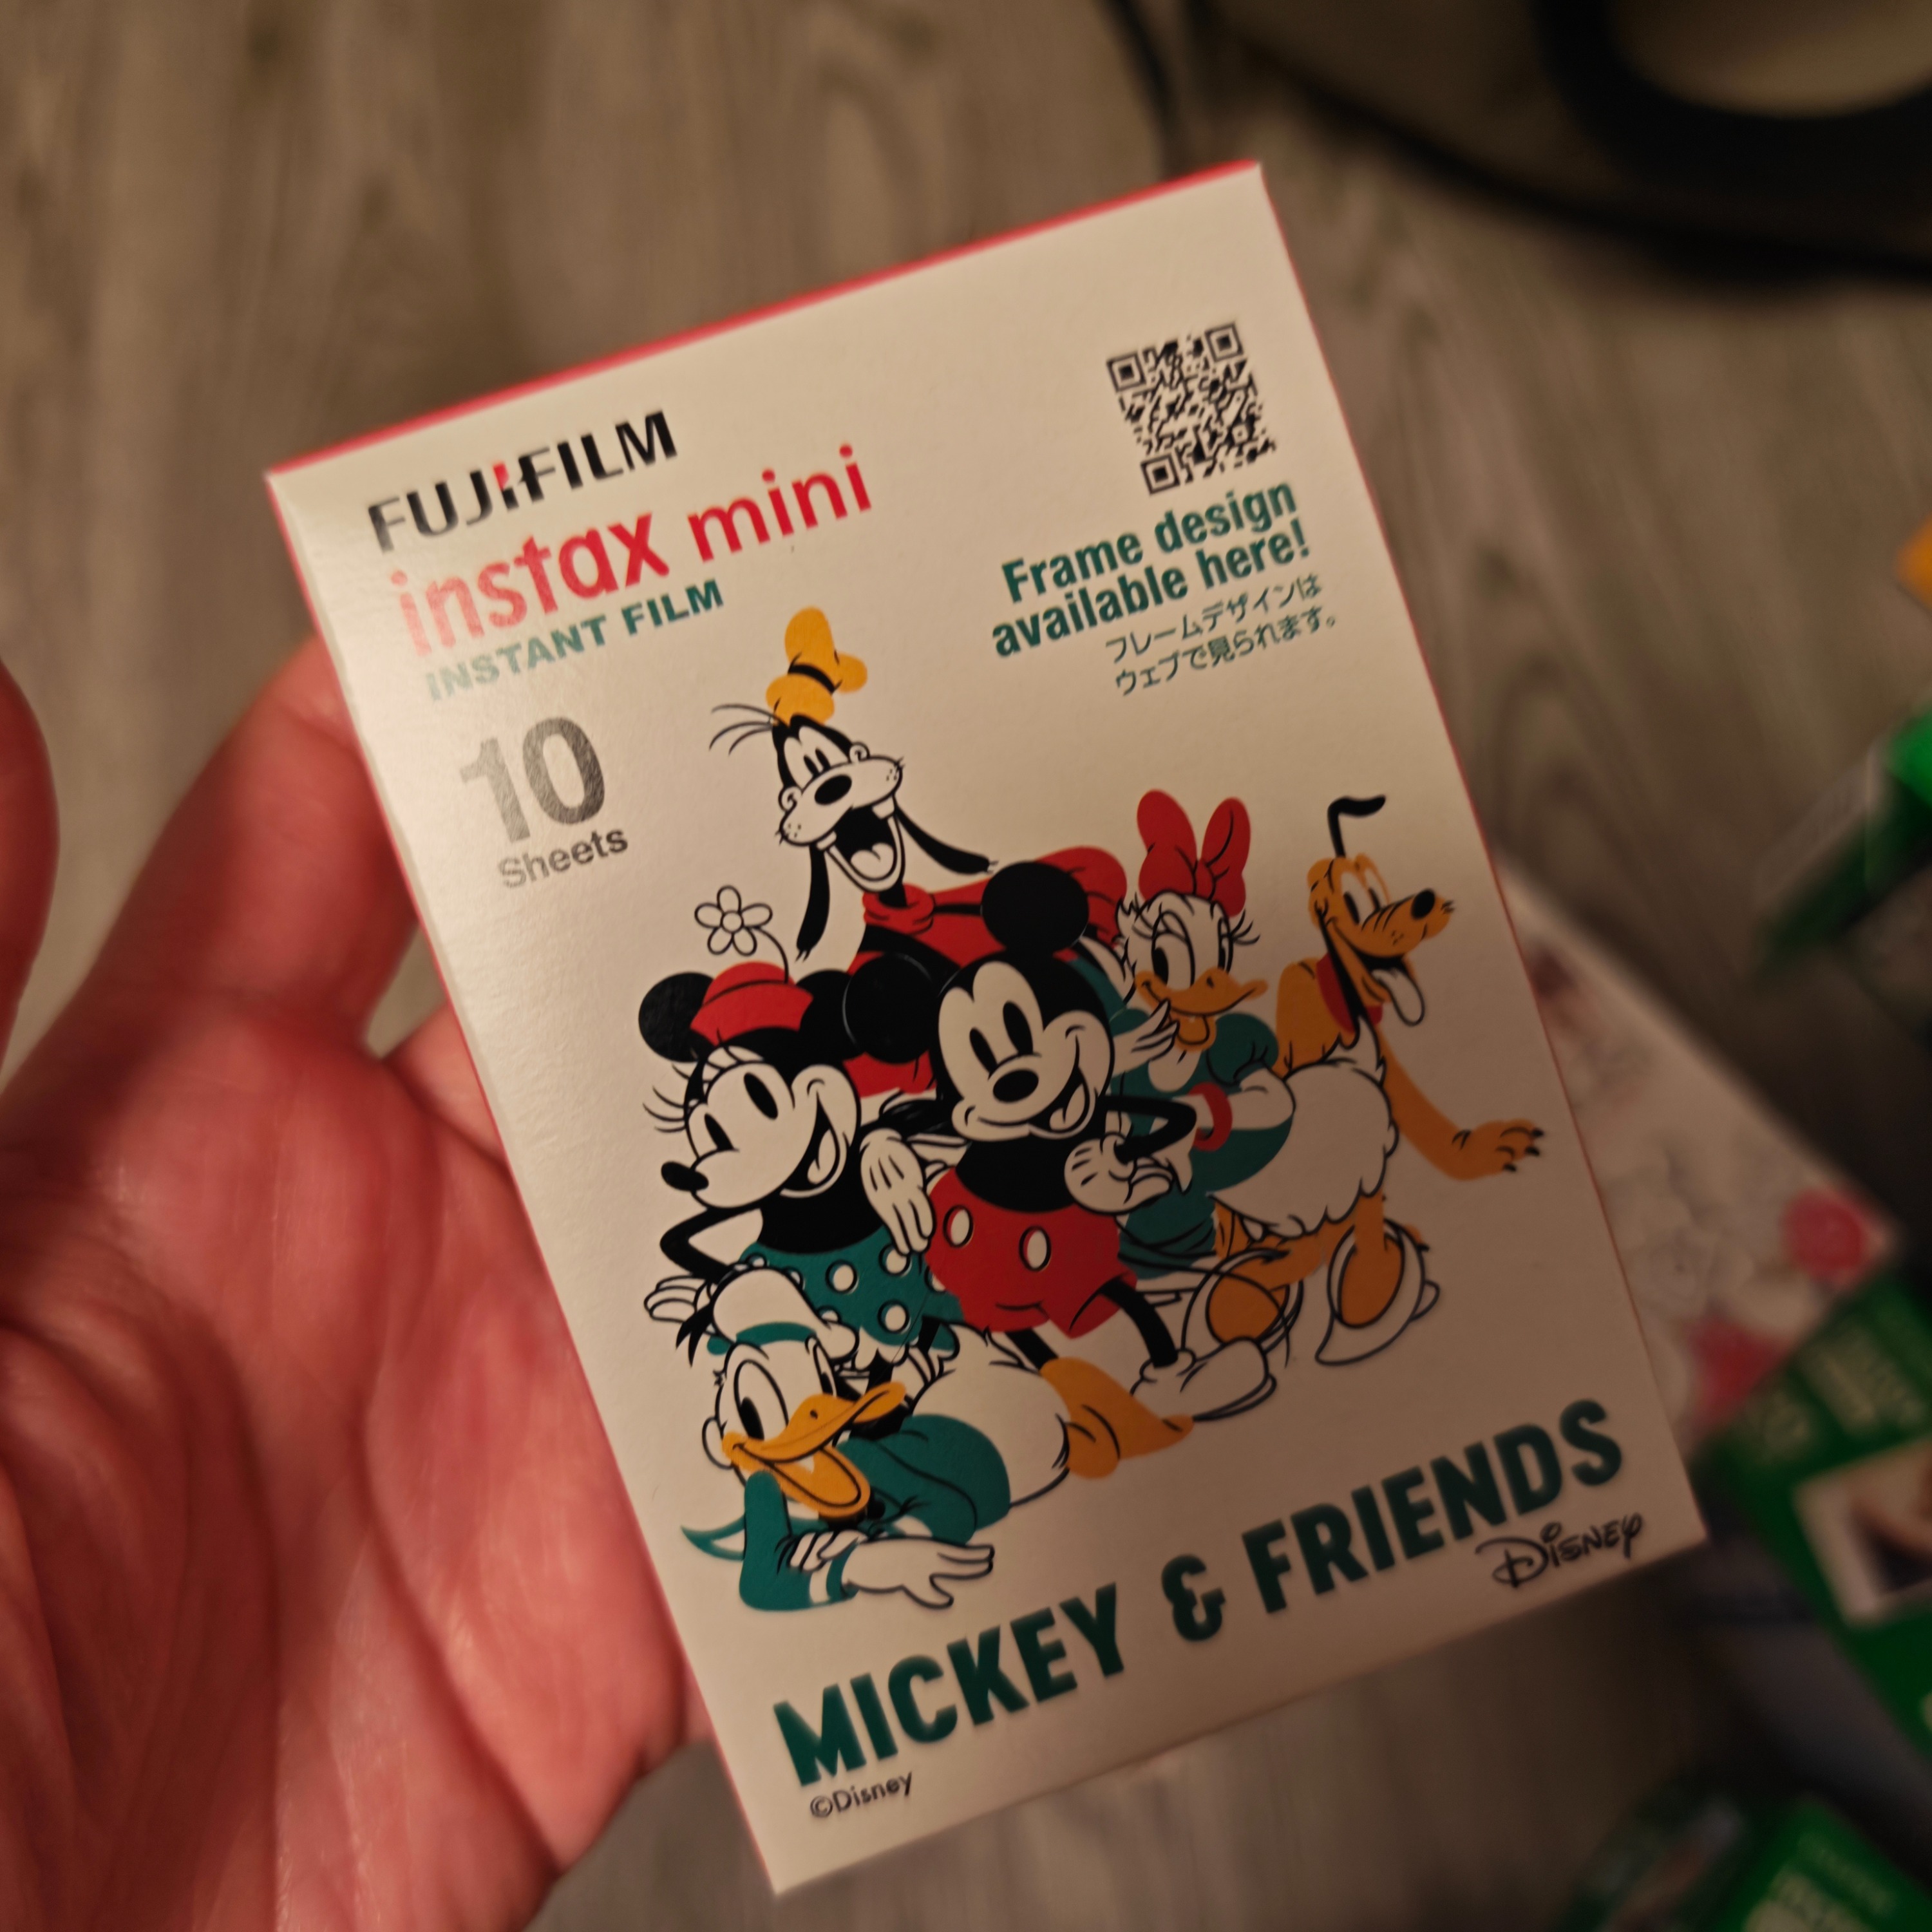 FUJIFILM
instax mini
INSTANT FILM
10
Sheets
Frame design
available here!
フレームデザインは
ウェブで見られます。
MICKEY & FRIENDS
Disney
©Disney